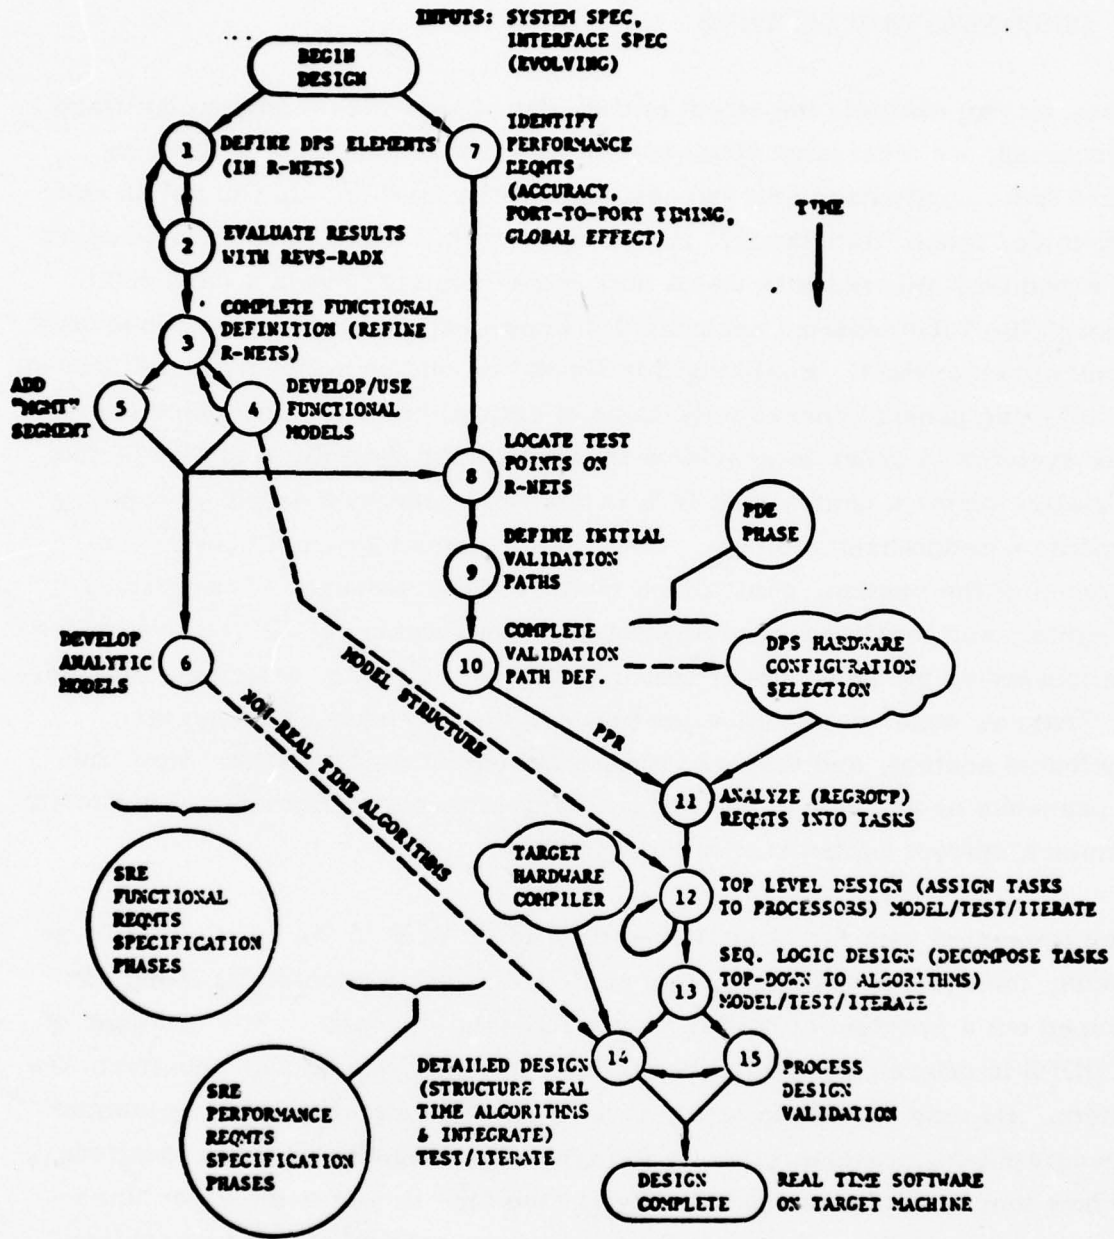 INPUTS: SYSTEM SPEC,
INTERFACE SPEC
(EVOLVING)
BEGIN
DESIGN
1
DEFINE DPS ELEMENTS
(IN R-NETS)
7
IDENTIFY
PERFORMANCE
REQMTS
(ACCURACY,
PORT-TO-PORT TIMING,
GLOBAL EFFECT)
TIME
2
EVALUATE RESULTS
WITH REVS-RADX
3
COMPLETE FUNCTIONAL
DEFINITION (REFINE
R-NETS)
ADD
"MGMT"
SEGMENT
5
4
DEVELOP/USE
FUNCTIONAL
MODELS
8
LOCATE TEST
POINTS ON
R-NETS
PDE
PHASE
9
DEFINE INITIAL
VALIDATION
PATHS
DEVELOP
ANALYTIC
MODELS
6
10
COMPLETE
VALIDATION
PATH DEF.
DPS HARDWARE
CONFIGURATION
SELECTION
MODEL STRUCTURE
NON-REAL TIME ALGORITHMS
PPR
11
ANALYZE (REGROUP)
REQMTS INTO TASKS
TARGET
HARDWARE
COMPILER
12
TOP LEVEL DESIGN (ASSIGN TASKS
TO PROCESSORS) MODEL/TEST/ITERATE
SRE
FUNCTIONAL
REQMTS
SPECIFICATION
PHASES
13
SEQ. LOGIC DESIGN (DECOMPOSE TASKS
TOP-DOWN TO ALGORITHMS)
MODEL/TEST/ITERATE
14
15
DETAILED DESIGN
(STRUCTURE REAL
TIME ALGORITHMS
& INTEGRATE)
TEST/ITERATE
PROCESS
DESIGN
VALIDATION
SRE
PERFORMANCE
REQMTS
SPECIFICATION
PHASES
DESIGN
COMPLETE
REAL TIME SOFTWARE
ON TARGET MACHINE